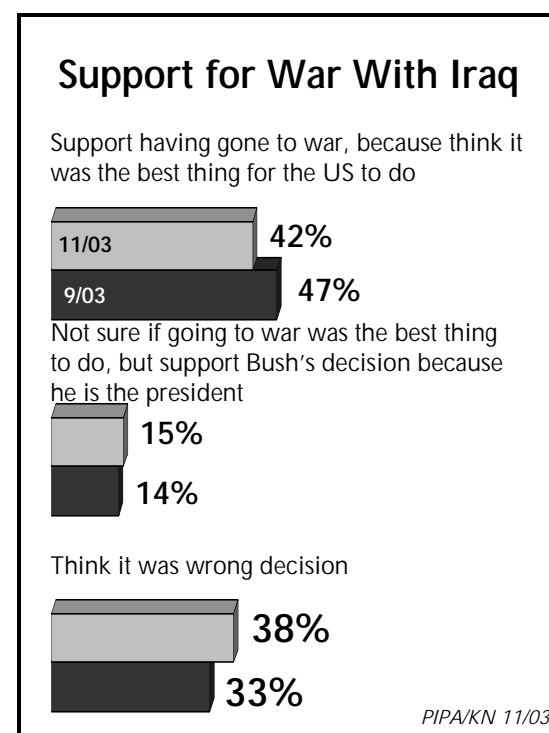 Support for War With Iraq
Support having gone to war, because think it
was the best thing for the US to do
11/03
42%
9/03
47%
Not sure if going to war was the best thing
to do, but support Bush's decision because
he is the president
15%
14%
Think it was wrong decision
38%
33%
PIPA/KN 11/03